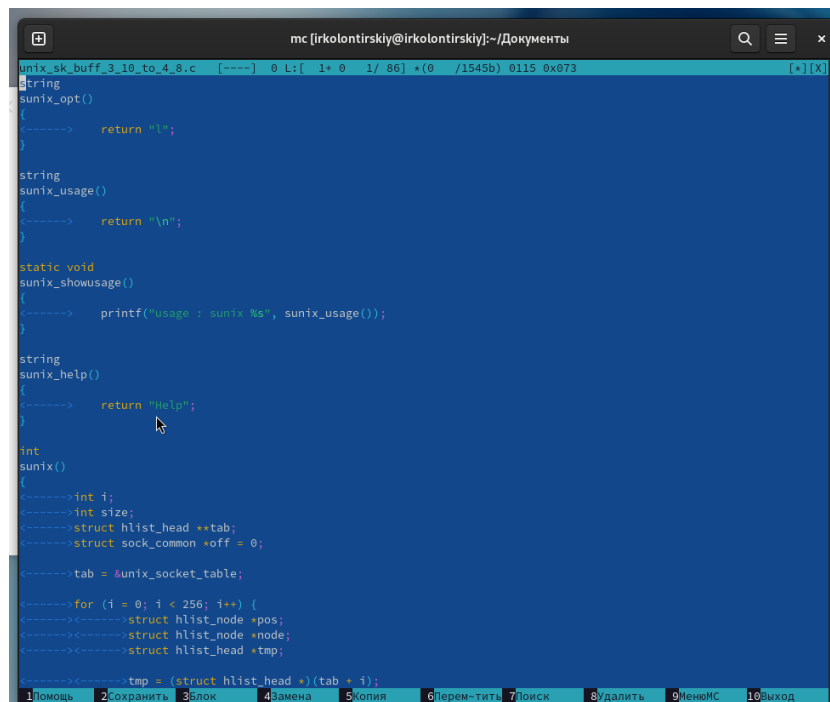 mc [irkolontirskiy@irkolontirskiy]:~/Документы
unix_sk_buff_3_10_to_4_8.c [----] 0 L:[ 1+ 0 1/ 86] *(0 /1545b) 0115 0x073 [*][X]
string
sunix_opt()
{
<------> return "l";
}
string
sunix_usage()
{
<------> return "\n";
}
static void
sunix_showusage()
{
<------> printf("usage : sunix %s", sunix_usage());
}
string
sunix_help()
{
<------> return "Help";
}
int
sunix()
{
<------>int i;
<------>int size;
<------>struct hlist_head **tab;
<------>struct sock_common *off = 0;
<------>tab = &unix_socket_table;
<------>for (i = 0; i < 256; i++) {
<------><------>struct hlist_node *pos;
<------><------>struct hlist_node *node;
<------><------>struct hlist_head *tmp;
<------><------>tmp = (struct hlist_head *)(tab + i);
1Помощь 2Сохранить 3Блок 4Замена 5Копия 6Перем~тить 7Поиск 8Удалить 9МенюMC 10Выход